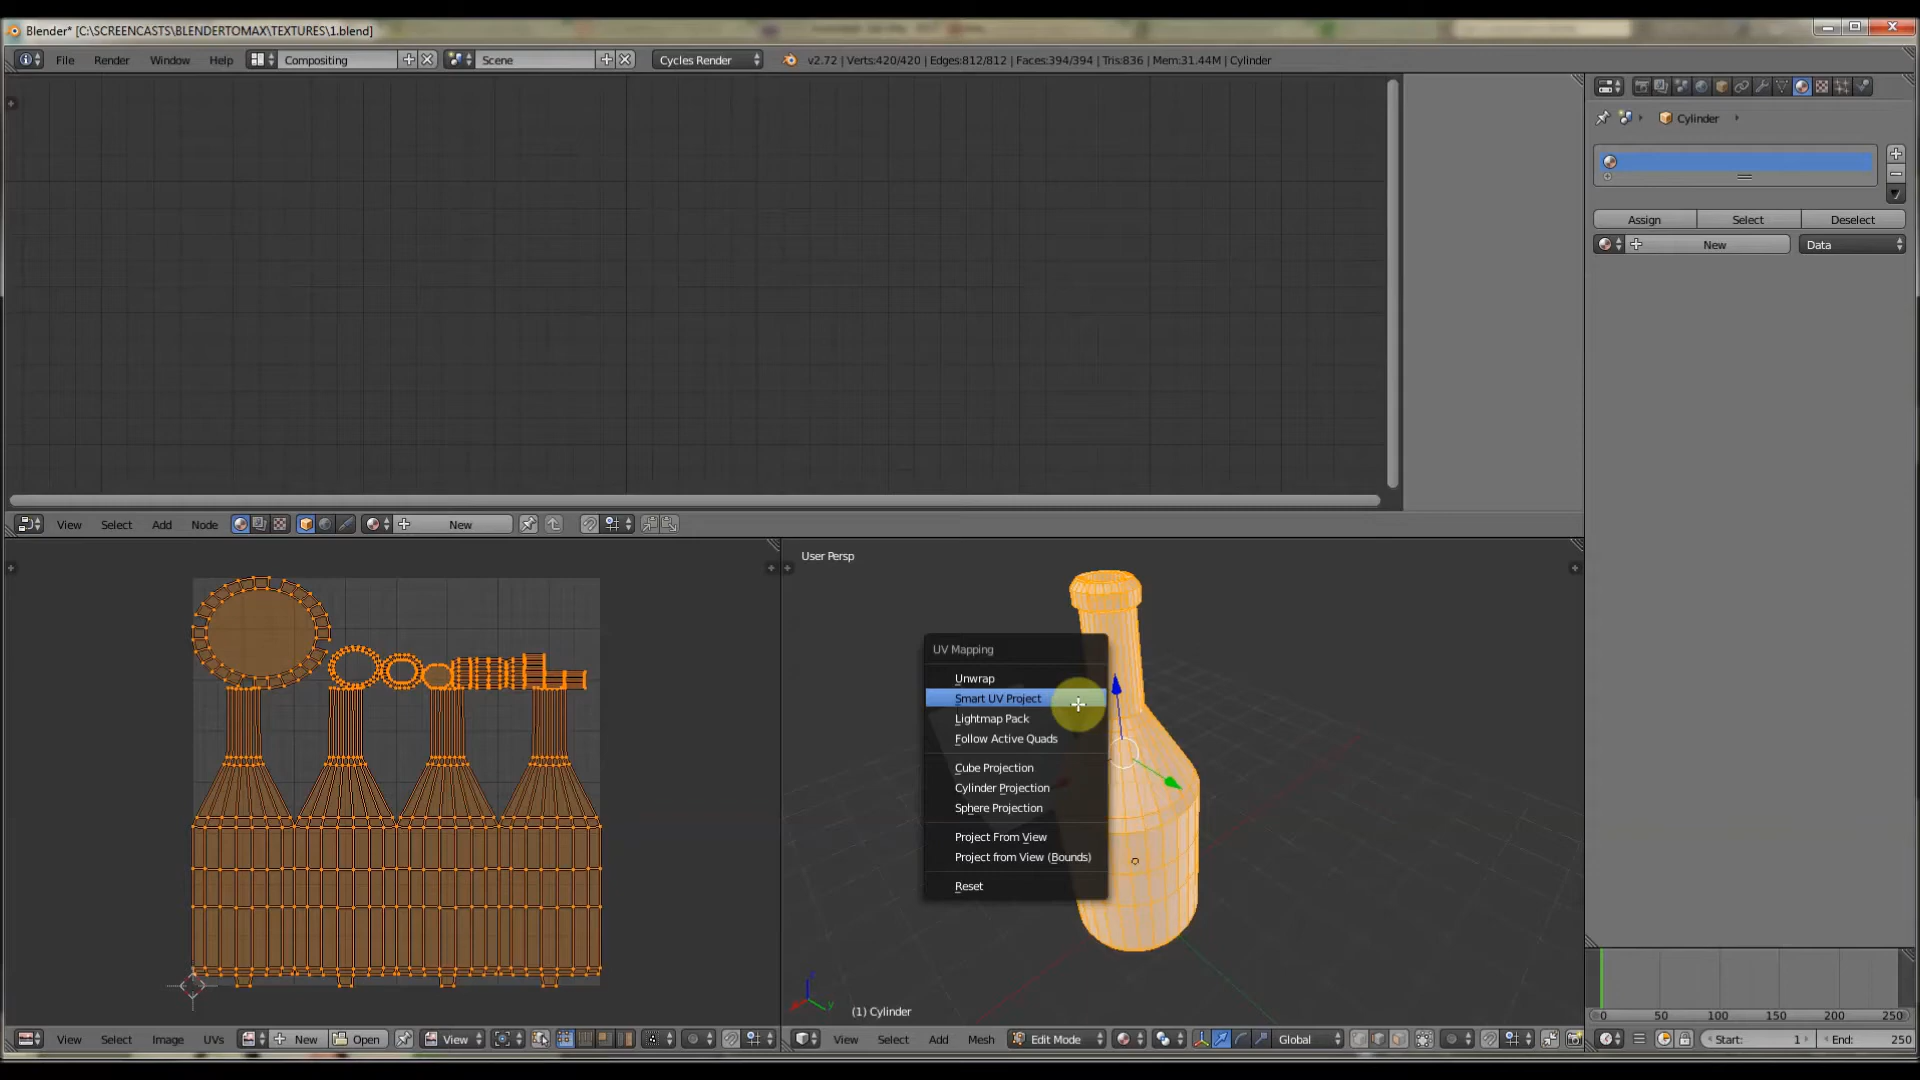 Blender* [C:\SCREENCASTS\BLENDERTOMAX\TEXTURES\1.blend]
File Render Window Help Compositing Scene Cycles Render v2.72 | Verts:420/420 | Edges:812/812 | Faces:394/394 | Tris:836 | Mem:31.44M | Cylinder
Cylinder
Assign Select Deselect
New Data
View Select Add Node New
User Persp
UV Mapping
Unwrap
Smart UV Project
Lightmap Pack
Follow Active Quads
Cube Projection
Cylinder Projection
Sphere Projection
Project From View
Project from View (Bounds)
Reset
z
y
(1) Cylinder
0 50 100 150 200 250
View Select Image UVs New Open View
View Select Add Mesh Edit Mode Global
Start: 1 End: 250